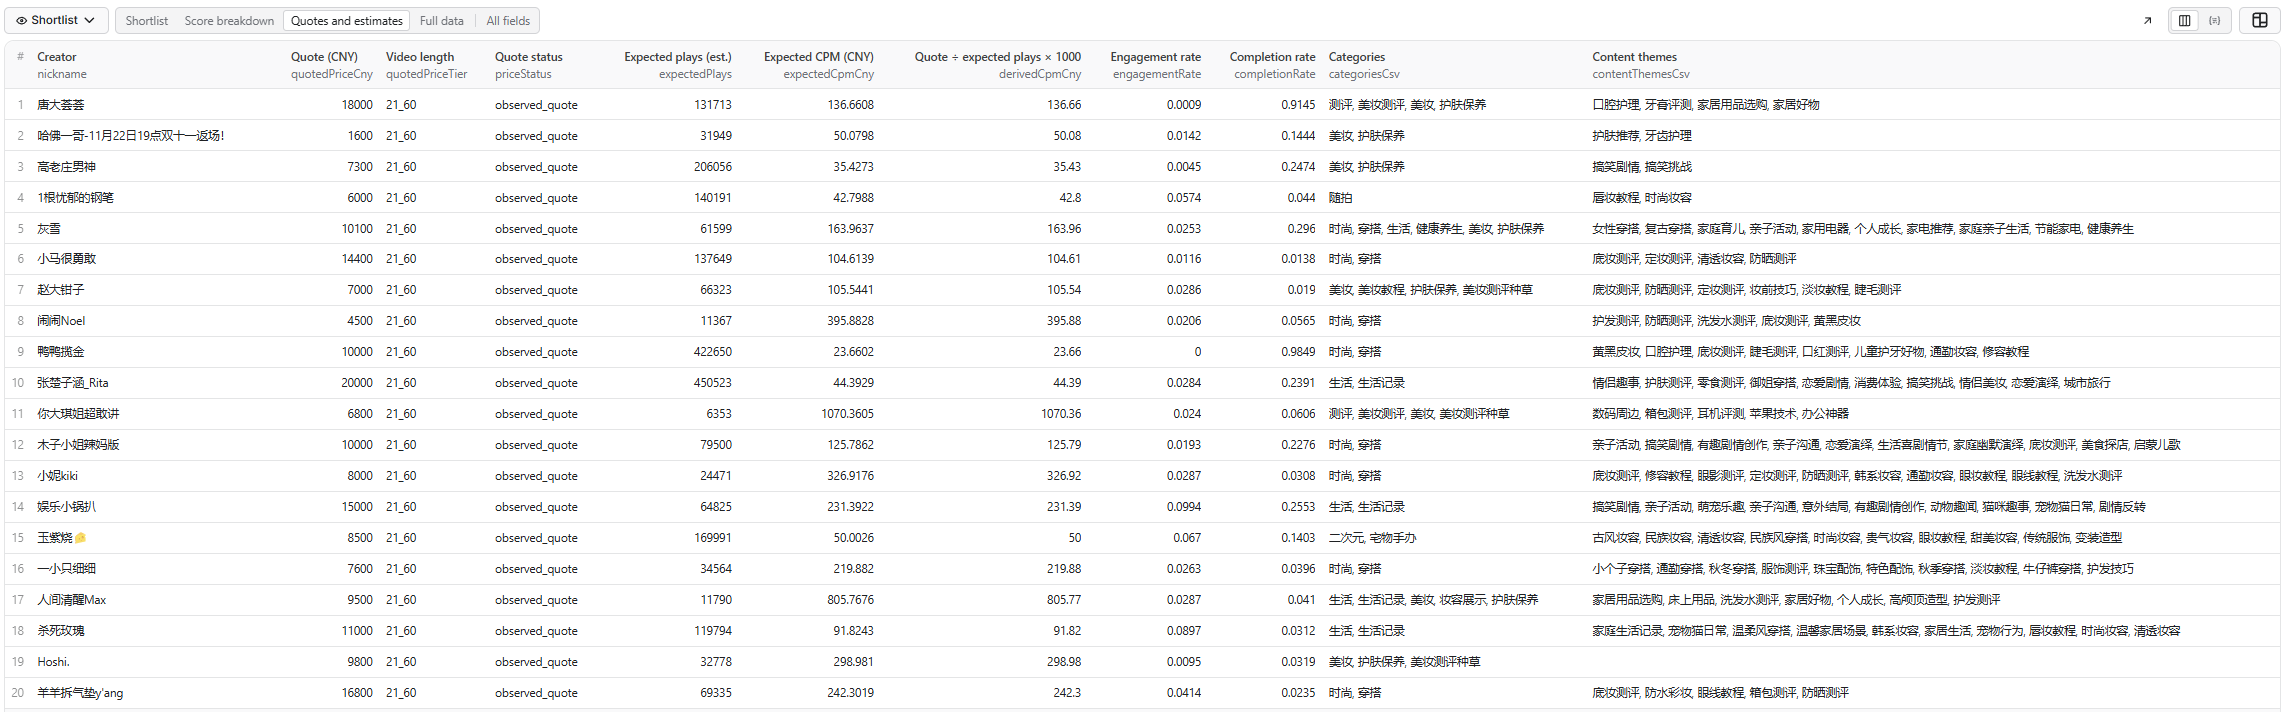 Shortlist Shortlist Score breakdown Quotes and estimates Full data All fields
# Creator Quote (CNY) Video length Quote status Expected plays (est.) Expected CPM (CNY) Quote ÷ expected plays × 1000 Engagement rate Completion rate Categories Content themes
nickname quotedPriceCny quotedPriceTier priceStatus expectedPlays expectedCpmCny derivedCpmCny engagementRate completionRate categoriesCsv contentThemesCsv
1 唐大荟荟 18000 21_60 observed_quote 131713 136.6608 136.66 0.0009 0.9145 测评, 美妆测评, 美妆, 护肤保养 口腔护理, 牙膏评测, 家居用品选购, 家居好物
2 哈佛一哥-11月22日19点双十一返场! 1600 21_60 observed_quote 31949 50.0798 50.08 0.0142 0.1444 美妆, 护肤保养 护肤推荐, 牙齿护理
3 高老庄男神 7300 21_60 observed_quote 206056 35.4273 35.43 0.0045 0.2474 美妆, 护肤保养 搞笑剧情, 搞笑挑战
4 1根忧郁的钢笔 6000 21_60 observed_quote 140191 42.7988 42.8 0.0574 0.044 随拍 唇妆教程, 时尚妆容
5 灰雪 10100 21_60 observed_quote 61599 163.9637 163.96 0.0253 0.296 时尚, 穿搭, 生活, 健康养生, 美妆, 护肤保养 女性穿搭, 复古穿搭, 家庭育儿, 亲子活动, 家用电器, 个人成长, 家电推荐, 家庭亲子生活, 节能家电, 健康养生
6 小马很勇敢 14400 21_60 observed_quote 137649 104.6139 104.61 0.0116 0.0138 时尚, 穿搭 底妆测评, 定妆测评, 清透妆容, 防晒测评
7 赵大钳子 7000 21_60 observed_quote 66323 105.5441 105.54 0.0286 0.019 美妆, 美妆教程, 护肤保养, 美妆测评种草 底妆测评, 防晒测评, 定妆测评, 妆前技巧, 淡妆教程, 睫毛测评
8 闹闹Noel 4500 21_60 observed_quote 11367 395.8828 395.88 0.0206 0.0565 时尚, 穿搭 护发测评, 防晒测评, 洗发水测评, 底妆测评, 黄黑皮妆
9 鸭鸭揽金 10000 21_60 observed_quote 422650 23.6602 23.66 0 0.9849 时尚, 穿搭 黄黑皮妆, 口腔护理, 底妆测评, 睫毛测评, 口红测评, 儿童护牙好物, 通勤妆容, 修容教程
10 张楚子涵_Rita 20000 21_60 observed_quote 450523 44.3929 44.39 0.0284 0.2391 生活, 生活记录 情侣趣事, 护肤测评, 零食测评, 御姐穿搭, 恋爱剧情, 消费体验, 搞笑挑战, 情侣美妆, 恋爱演绎, 城市旅行
11 你大琪姐超敢讲 6800 21_60 observed_quote 6353 1070.3605 1070.36 0.024 0.0606 测评, 美妆测评, 美妆, 美妆测评种草 数码周边, 箱包测评, 耳机评测, 苹果技术, 办公神器
12 木子小姐辣妈版 10000 21_60 observed_quote 79500 125.7862 125.79 0.0193 0.2276 时尚, 穿搭 亲子活动, 搞笑剧情, 有趣剧情创作, 亲子沟通, 恋爱演绎, 生活喜剧情节, 家庭幽默演绎, 底妆测评, 美食探店, 启蒙儿歌
13 小妮kiki 8000 21_60 observed_quote 24471 326.9176 326.92 0.0287 0.0308 时尚, 穿搭 底妆测评, 修容教程, 眼影测评, 定妆测评, 防晒测评, 韩系妆容, 通勤妆容, 眼妆教程, 眼线教程, 洗发水测评
14 娱乐小锅扒 15000 21_60 observed_quote 64825 231.3922 231.39 0.0994 0.2553 生活, 生活记录 搞笑剧情, 亲子活动, 萌宠乐趣, 亲子沟通, 意外结局, 有趣剧情创作, 动物趣闻, 猫咪趣事, 宠物猫日常, 剧情反转
15 玉紫烧 8500 21_60 observed_quote 169991 50.0026 50 0.067 0.1403 二次元, 宅物手办 古风妆容, 民族妆容, 清透妆容, 民族风穿搭, 时尚妆容, 贵气妆容, 眼妆教程, 甜美妆容, 传统服饰, 变装造型
16 一小只细细 7600 21_60 observed_quote 34564 219.882 219.88 0.0263 0.0396 时尚, 穿搭 小个子穿搭, 通勤穿搭, 秋冬穿搭, 服饰测评, 珠宝配饰, 特色配饰, 秋季穿搭, 淡妆教程, 牛仔裤穿搭, 护发技巧
17 人间清醒Max 9500 21_60 observed_quote 11790 805.7676 805.77 0.0287 0.041 生活, 生活记录, 美妆, 妆容展示, 护肤保养 家居用品选购, 床上用品, 洗发水测评, 家居好物, 个人成长, 高颅顶造型, 护发测评
18 杀死玫瑰 11000 21_60 observed_quote 119794 91.8243 91.82 0.0897 0.0312 生活, 生活记录 家庭生活记录, 宠物猫日常, 温柔风穿搭, 温馨家居场景, 韩系妆容, 家居生活, 宠物行为, 唇妆教程, 时尚妆容, 清透妆容
19 Hoshi. 9800 21_60 observed_quote 32778 298.981 298.98 0.0095 0.0319 美妆, 护肤保养, 美妆测评种草
20 羊羊拆气垫y'ang 16800 21_60 observed_quote 69335 242.3019 242.3 0.0414 0.0235 时尚, 穿搭 底妆测评, 防水彩妆, 眼线教程, 箱包测评, 防晒测评